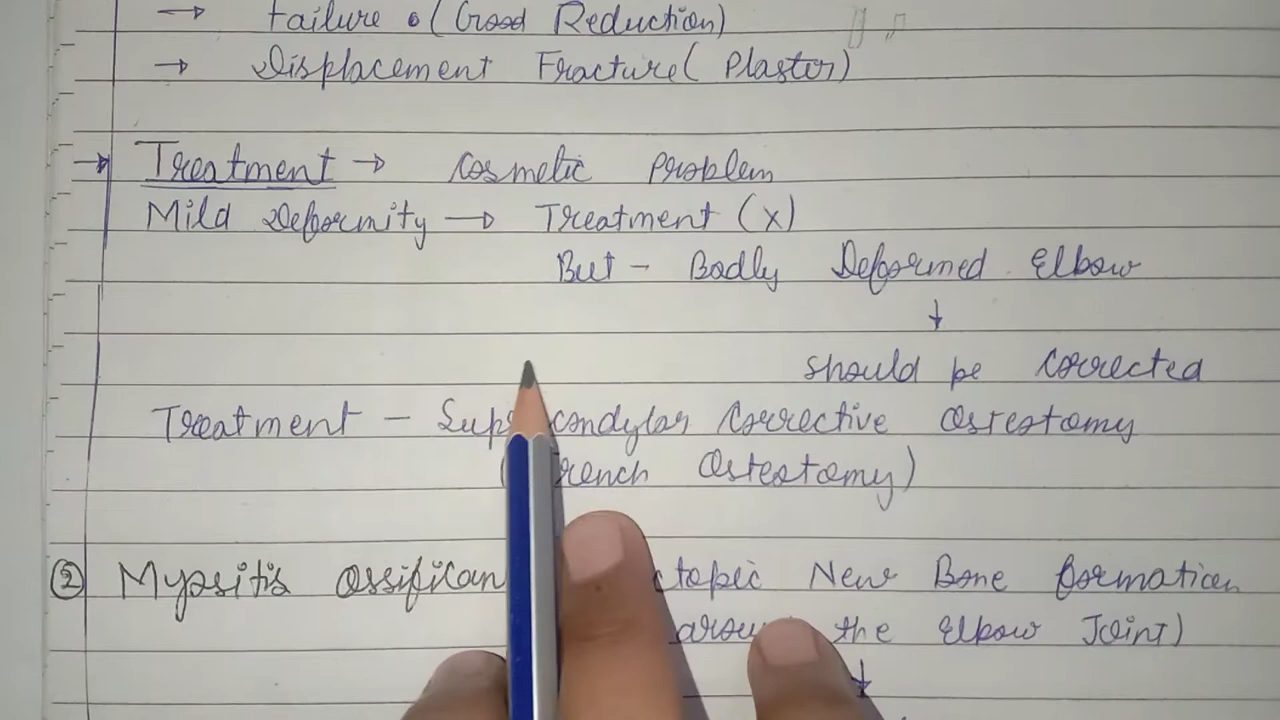 → Failure (Good Reduction)
→ Displacement Fracture (Plaster)
→ Treatment → Cosmetic Problem
Mild Deformity → Treatment (x)
But - Badly Deformed Elbow
↓
should be corrected
Treatment - Sup condylar Corrective Osteotomy
rench Osteotomy)
② Myositis Ossifican ctopic New Bone formation
arou the Elbow Joint)
↓